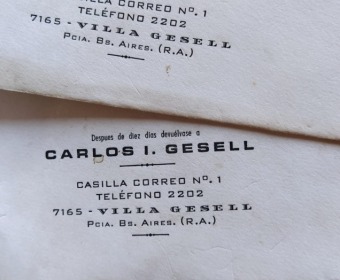 CASILLA CORREO Nº. 1
TELÉFONO 2202
7165 - VILLA GESELL
Pcia. Bs. Aires. (R.A.)
Despues de diez dias devuélvase a
CARLOS I. GESELL
CASILLA CORREO Nº. 1
TELÉFONO 2202
7165 - VILLA GESELL
Pcia. Bs. Aires. (R.A.)